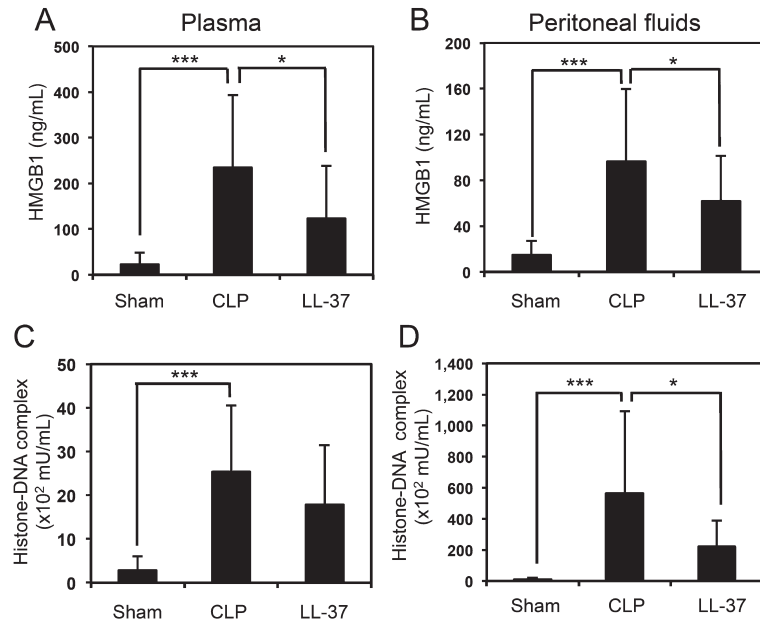 A
Plasma
HMGB1 (ng/mL)
500
400
300
200
100
0
***
*
Sham
CLP
LL-37
B
Peritoneal fluids
HMGB1 (ng/mL)
200
160
120
80
40
0
***
*
Sham
CLP
LL-37
C
Histone-DNA complex
(x10² mU/mL)
50
40
30
20
10
0
***
Sham
CLP
LL-37
D
Histone-DNA complex
(x10² mU/mL)
1,400
1,200
1,000
800
600
400
200
0
***
*
Sham
CLP
LL-37